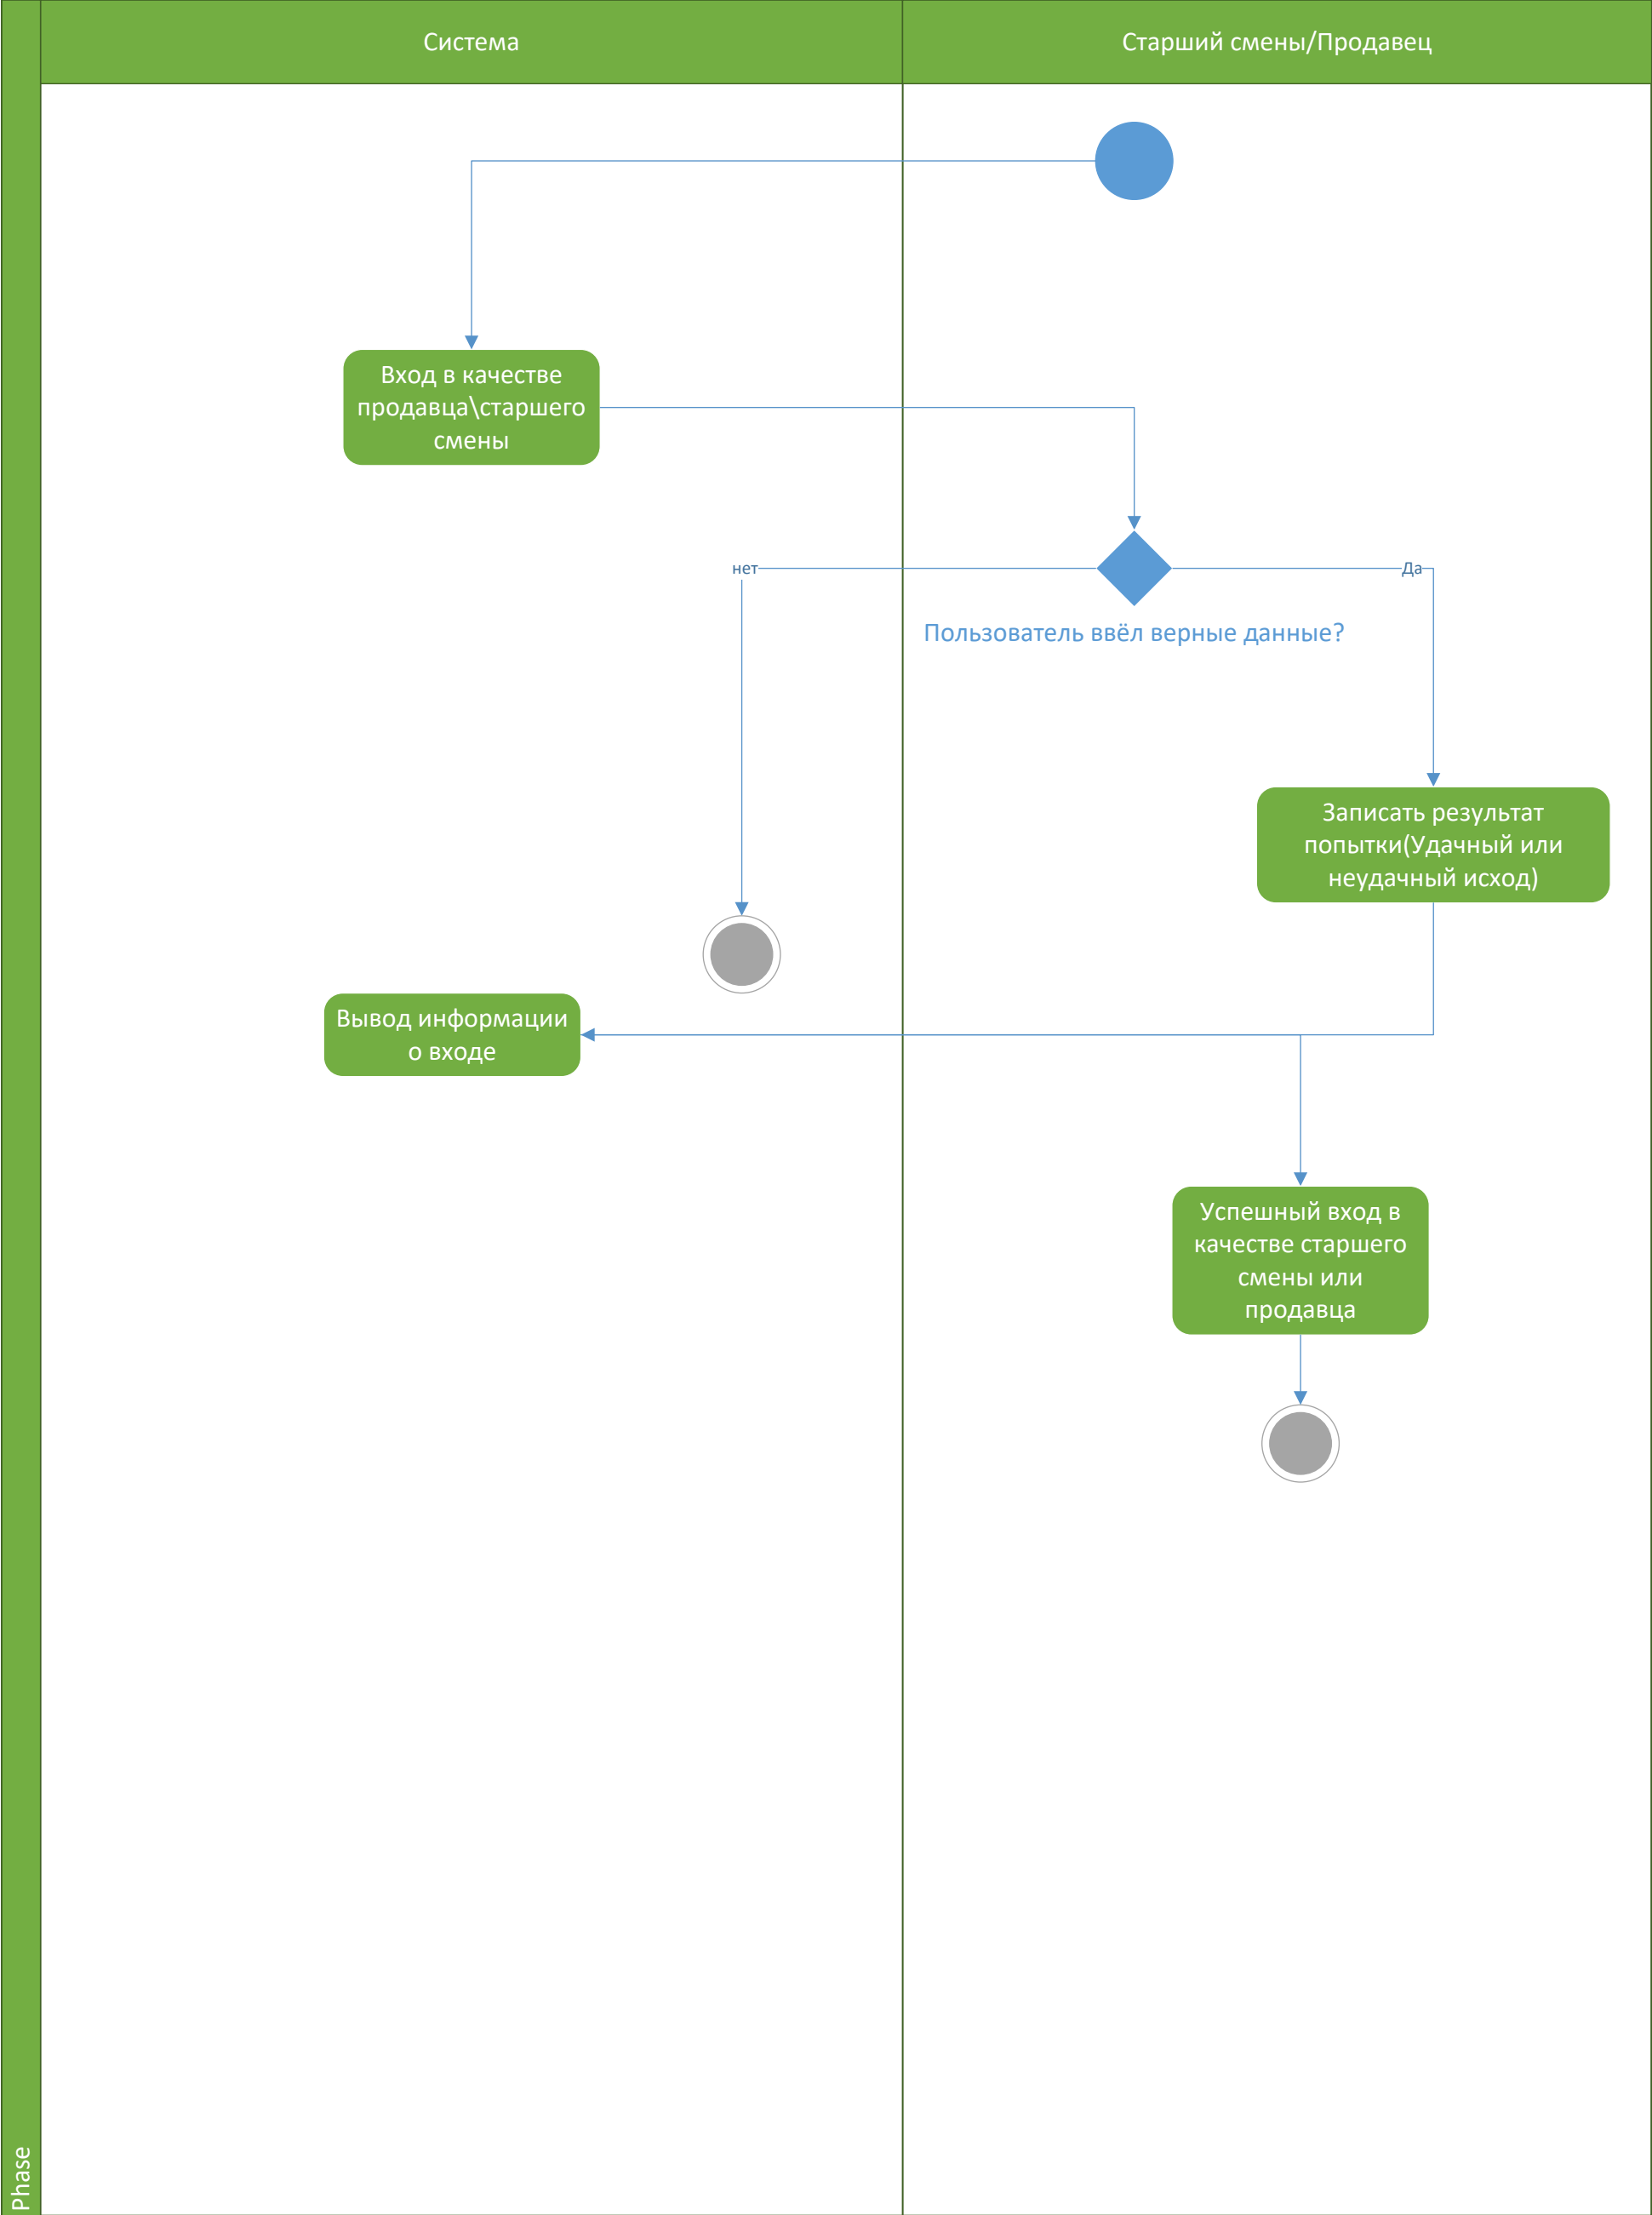 Система
Старший смены/Продавец
Вход в качестве
продавца\старшего
смены
нет
Да
Пользователь ввёл верные данные?
Записать результат
попытки(Удачный или
неудачный исход)
Вывод информации
о входе
Успешный вход в
качестве старшего
смены или
продавца
Phase